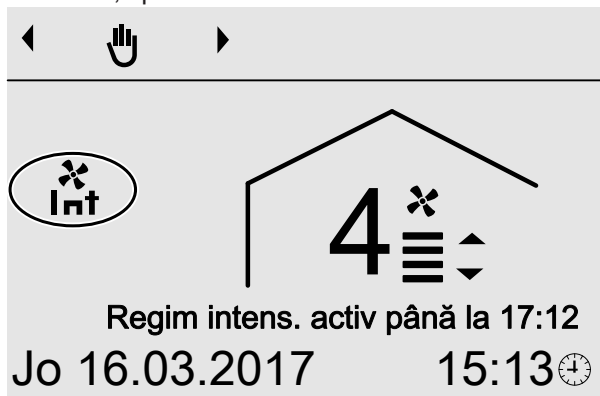 Int
4
Regim intens. activ până la 17:12
Jo 16.03.2017 15:13